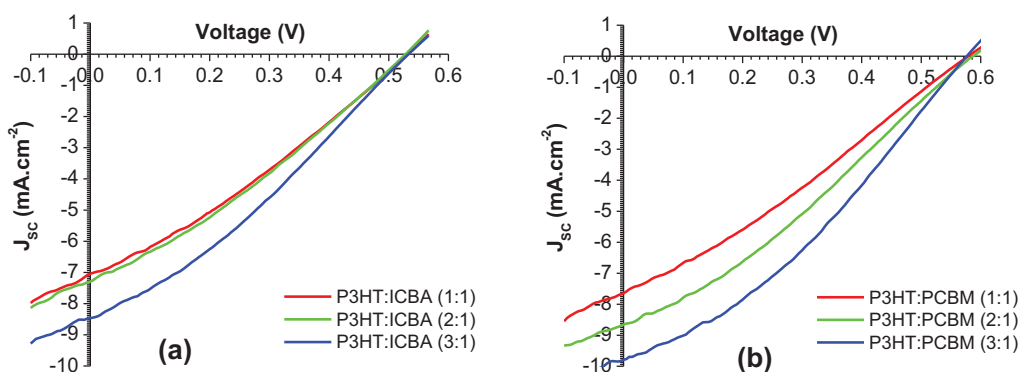 Voltage (V)
1
0
-1
-2
-3
-4
-5
-6
-7
-8
-9
-10
-0.1 0 0.1 0.2 0.3 0.4 0.5 0.6
Jsc (mA.cm-2)
P3HT:ICBA (1:1)
P3HT:ICBA (2:1)
P3HT:ICBA (3:1)
(a)
Voltage (V)
1
0
-1
-2
-3
-4
-5
-6
-7
-8
-9
-10
-0.1 0.0 0.1 0.2 0.3 0.4 0.5 0.6
Jsc (mA.cm-2)
P3HT:PCBM (1:1)
P3HT:PCBM (2:1)
P3HT:PCBM (3:1)
(b)